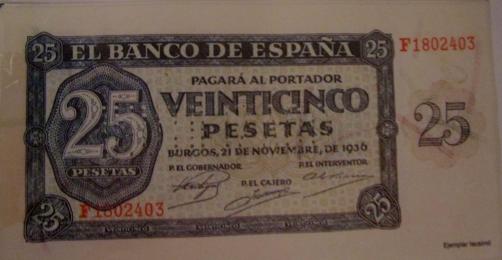 25
EL BANCO DE ESPAÑA
25
F1802403
PAGARÁ AL PORTADOR
25
PESETAS
VEINTICINCO
PESETAS
25
BURGOS, 21 DE NOVIEMBRE, DE 1936
P. EL GOBERNADOR
P. EL INTERVENTOR
P. EL CAJERO
F1802403
25
25
Ejemplar facsimil